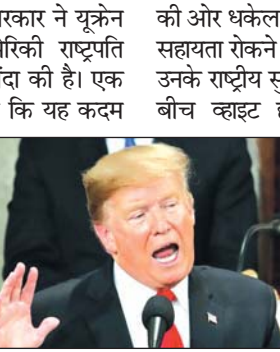 रकार ने यूक्रेन
रिकी राष्ट्रपति
दा की है। एक
कि यह कदम
की ओर धकेल
सहायता रोकने
उनके राष्ट्रीय सु
बीच व्हाइट ह